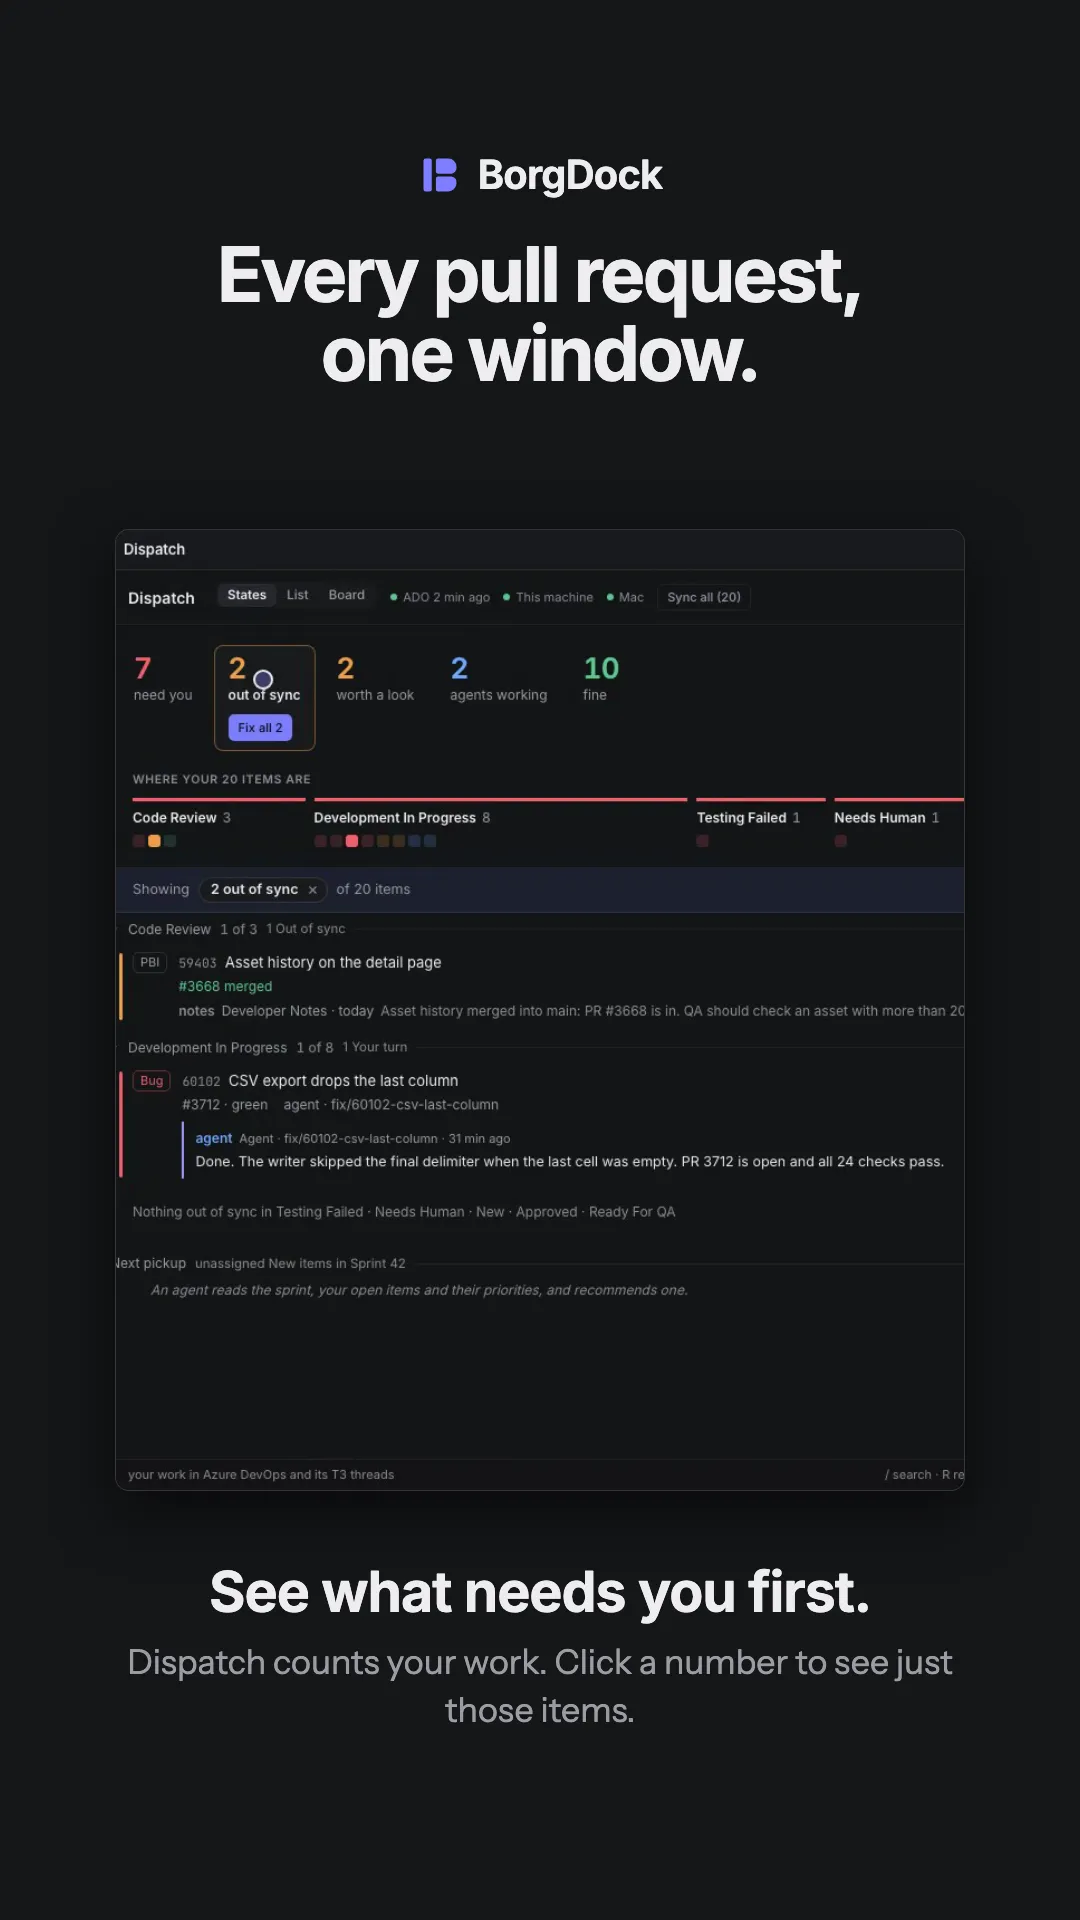 BorgDock
Every pull request,
one window.
Dispatch
Dispatch States List Board ADO 2 min ago This machine Mac Sync all (20)
7 2 2 2 10
need you out of sync worth a look agents working fine
Fix all 2
WHERE YOUR 20 ITEMS ARE
Code Review 3 Development In Progress 8 Testing Failed 1 Needs Human 1
Showing 2 out of sync × of 20 items
Code Review 1 of 3 1 Out of sync
PBI 59403 Asset history on the detail page
#3668 merged
notes Developer Notes · today Asset history merged into main: PR #3668 is in. QA should check an asset with more than 20
Development In Progress 1 of 8 1 Your turn
Bug 60102 CSV export drops the last column
#3712 · green agent · fix/60102-csv-last-column
agent Agent · fix/60102-csv-last-column · 31 min ago
Done. The writer skipped the final delimiter when the last cell was empty. PR 3712 is open and all 24 checks pass.
Nothing out of sync in Testing Failed · Needs Human · New · Approved · Ready For QA
Next pickup unassigned New items in Sprint 42
An agent reads the sprint, your open items and their priorities, and recommends one.
your work in Azure DevOps and its T3 threads / search · R re
See what needs you first.
Dispatch counts your work. Click a number to see just
those items.